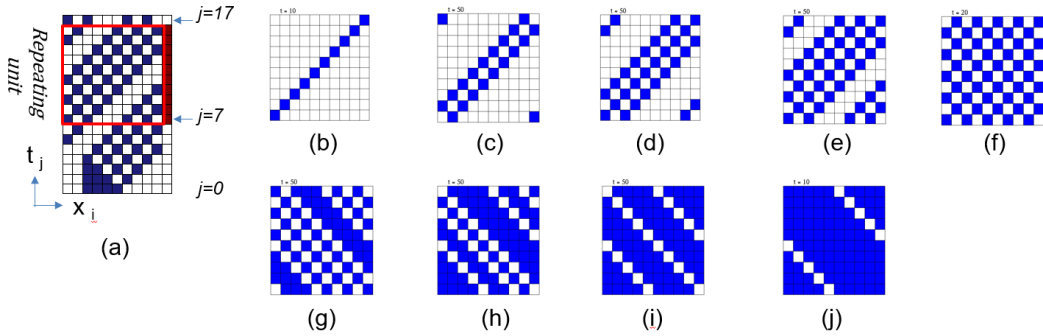 j=17
t = 10
t = 50
t = 50
t = 50
t = 20
Repeating
unit
j=7
(b)
(c)
(d)
(e)
(f)
t j
j=0
x i
(a)
t = 50
t = 50
t = 50
t = 10
(g)
(h)
(i)
(j)